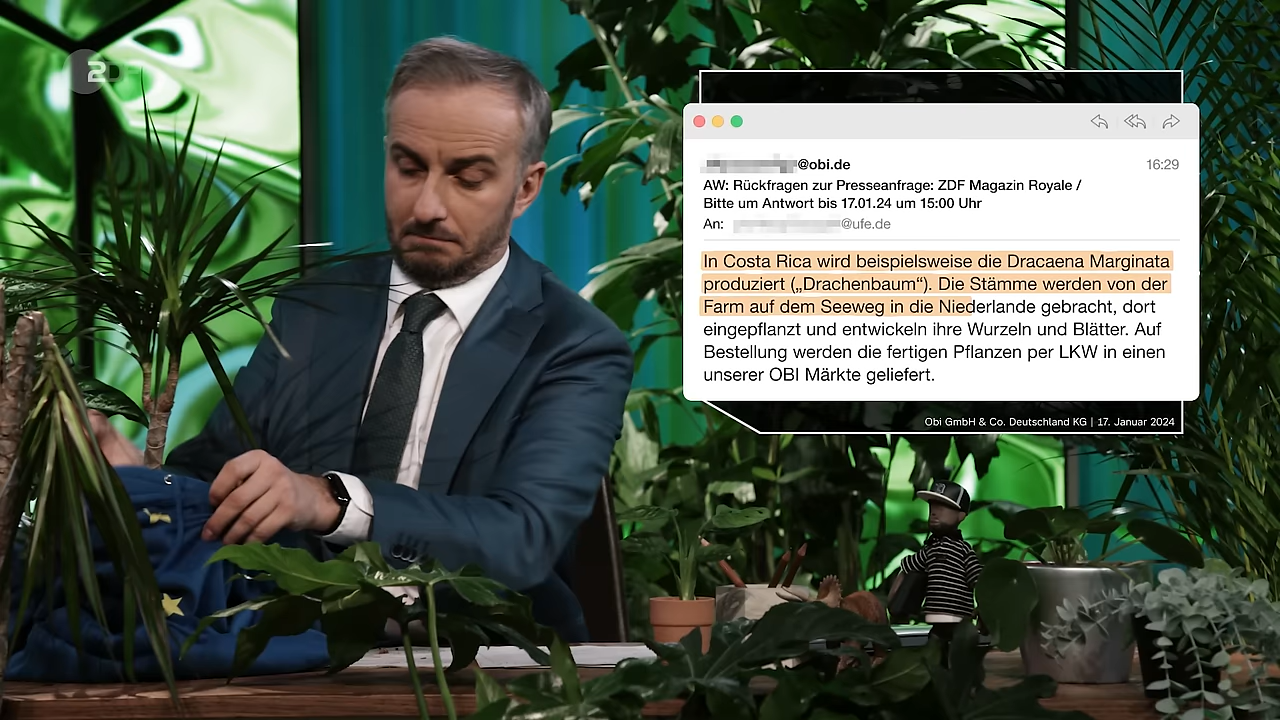 2DF
@obi.de
16:29
AW: Rückfragen zur Presseanfrage: ZDF Magazin Royale /
Bitte um Antwort bis 17.01.24 um 15:00 Uhr
An: @ufe.de
In Costa Rica wird beispielsweise die Dracaena Marginata
produziert („Drachenbaum“). Die Stämme werden von der
Farm auf dem Seeweg in die Niederlande gebracht, dort
eingepflanzt und entwickeln ihre Wurzeln und Blätter. Auf
Bestellung werden die fertigen Pflanzen per LKW in einen
unserer OBI Märkte geliefert.
Obi GmbH & Co. Deutschland KG | 17. Januar 2024